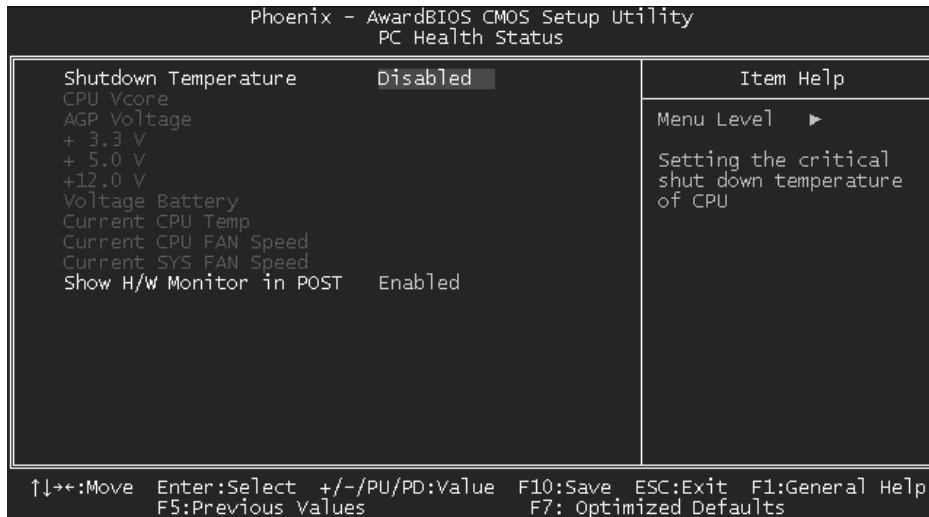 Phoenix - AwardBIOS CMOS Setup Utility
PC Health Status
Shutdown Temperature Disabled
CPU Vcore
AGP Voltage
+ 3.3 V
+ 5.0 V
+12.0 V
Voltage Battery
Current CPU Temp
Current CPU FAN Speed
Current SYS FAN Speed
Show H/W Monitor in POST Enabled
Item Help
Menu Level ►
Setting the critical
shut down temperature
of CPU
↑↓→←:Move Enter:Select +/-/PU/PD:Value F10:Save ESC:Exit F1:General Help
F5:Previous Values F7: Optimized Defaults